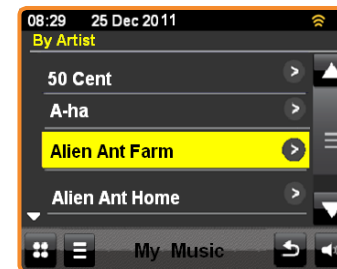 08:29 25 Dec 2011
By Artist
50 Cent
A-ha
Alien Ant Farm
Alien Ant Home
My Music